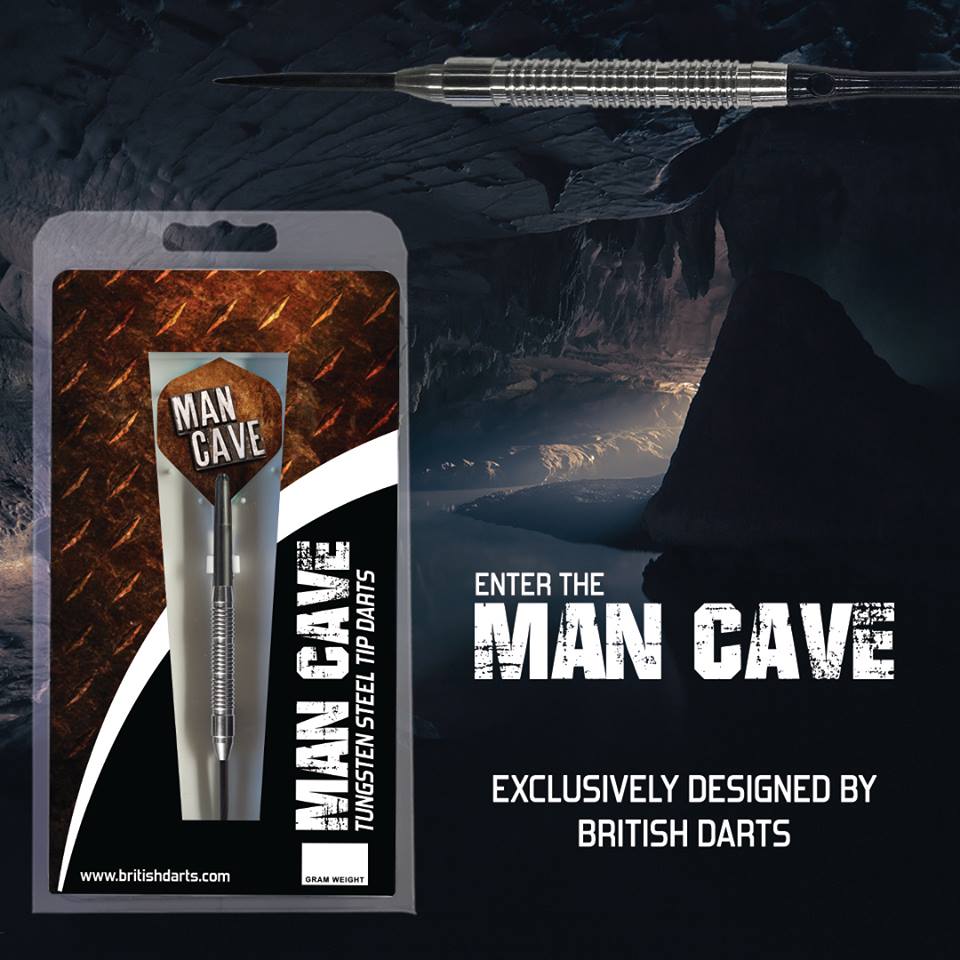 MAN
CAVE
MAN CAVE
TUNGSTEN STEEL TIP DARTS
www.britishdarts.com
GRAM WEIGHT
ENTER THE
MAN CAVE
EXCLUSIVELY DESIGNED BY
BRITISH DARTS